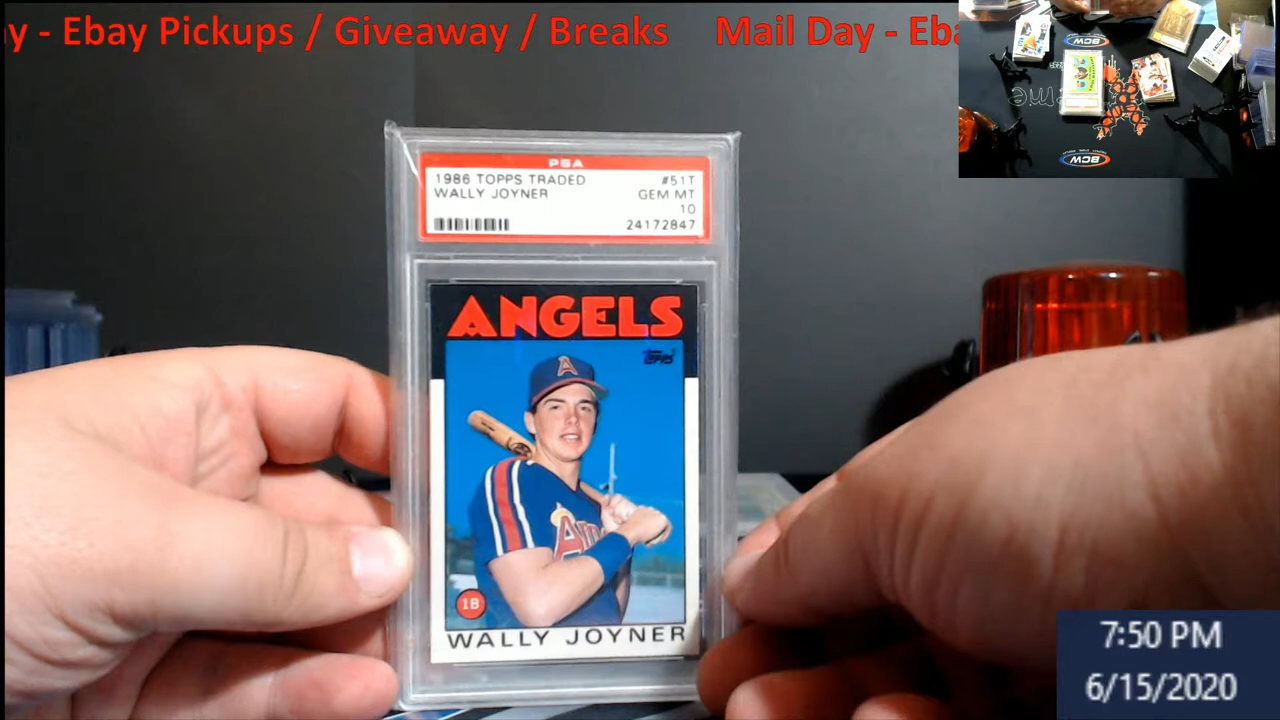 y - Ebay Pickups / Giveaway / Breaks Mail Day - Eba
BCW
BCW
PSA
1986 TOPPS TRADED #51T
WALLY JOYNER GEM MT
10
24172847
ANGELS
Topps
A
1B
WALLY JOYNER
7:50 PM
6/15/2020